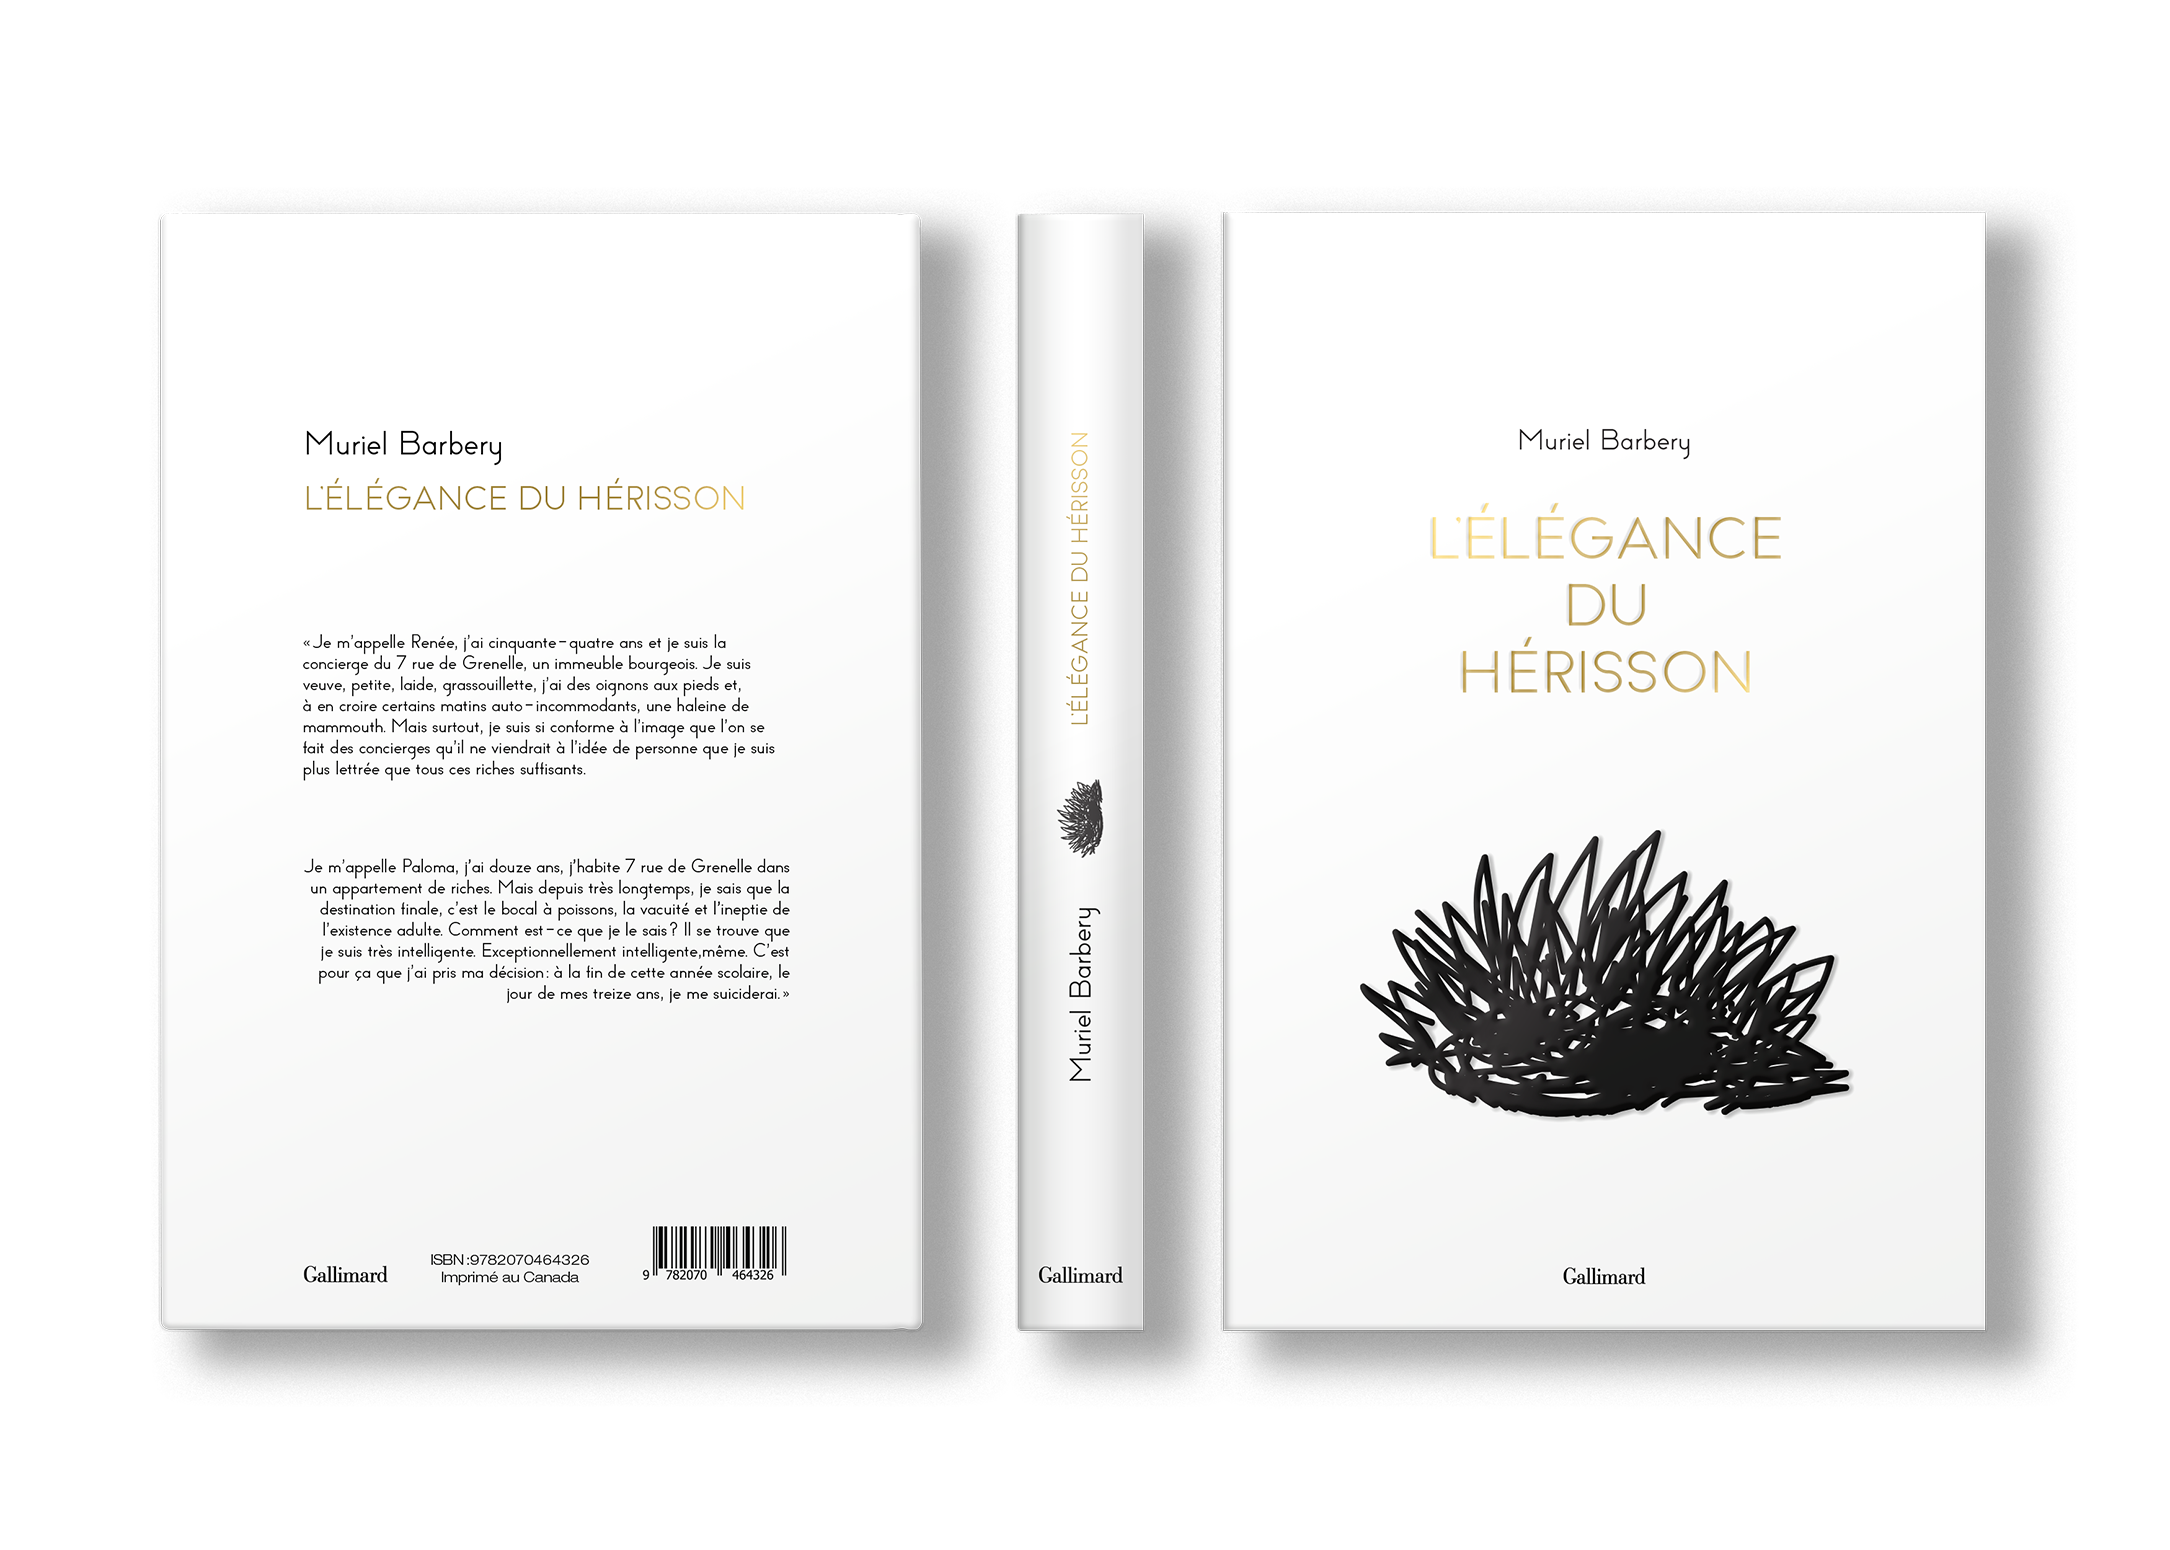 Muriel Barbery
L'ÉLÉGANCE DU HÉRISSON
« Je m'appelle Renée, j'ai cinquante-quatre ans et je suis la
concierge du 7 rue de Grenelle, un immeuble bourgeois. Je suis
veuve, petite, laide, grassouillette, j'ai des oignons aux pieds et,
à en croire certains matins auto-incommodants, une haleine de
mammouth. Mais surtout, je suis si conforme à l'image que l'on se
fait des concierges qu'il ne viendrait à l'idée de personne que je suis
plus lettrée que tous ces riches suffisants.
Je m'appelle Paloma, j'ai douze ans, j'habite 7 rue de Grenelle dans
un appartement de riches. Mais depuis très longtemps, je sais que la
destination finale, c'est le bocal à poissons, la vacuité et l'ineptie de
l'existence adulte. Comment est-ce que je le sais? Il se trouve que
je suis très intelligente. Exceptionnellement intelligente,même. C'est
pour ça que j'ai pris ma décision: à la fin de cette année scolaire, le
jour de mes treize ans, je me suiciderai.»
Gallimard
ISBN:9782070464326
Imprimé au Canada
9 782070 464326
L'ÉLÉGANCE DU HÉRISSON
Muriel Barbery
Gallimard
Muriel Barbery
L'ÉLÉGANCE
DU
HÉRISSON
Gallimard